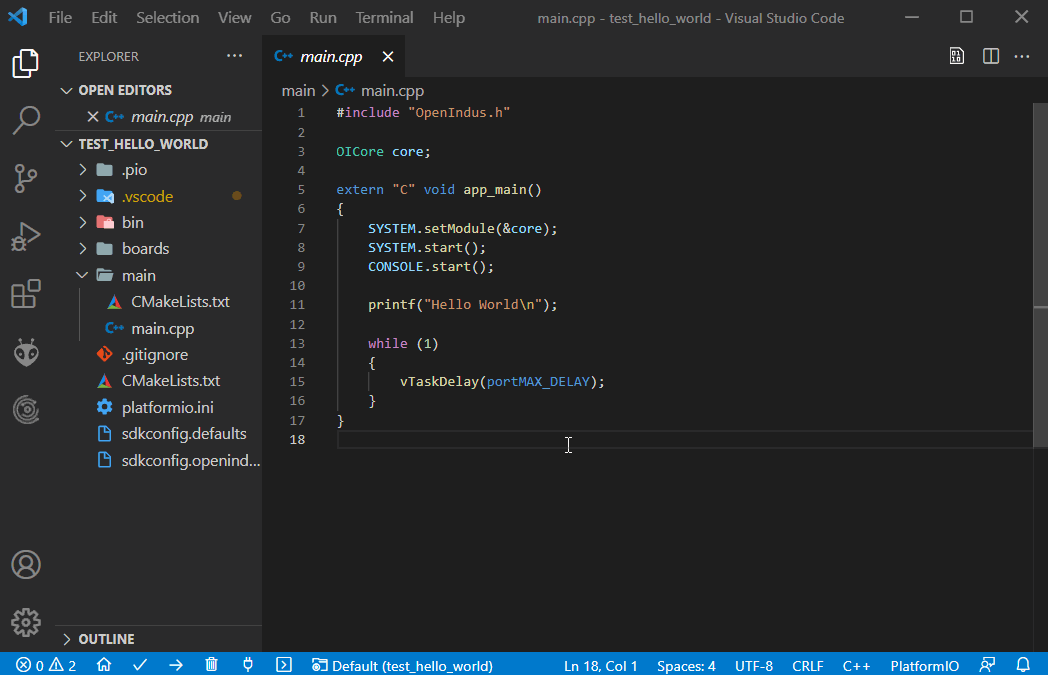 File Edit Selection View Go Run Terminal Help main.cpp - test_hello_world - Visual Studio Code
EXPLORER
OPEN EDITORS
main.cpp main
TEST_HELLO_WORLD
.pio
.vscode
bin
boards
main
CMakeLists.txt
main.cpp
.gitignore
CMakeLists.txt
platformio.ini
sdkconfig.defaults
sdkconfig.openind...
OUTLINE
main.cpp
main > main.cpp
1 #include "OpenIndus.h"
2
3 OICore core;
4
5 extern "C" void app_main()
6 {
7 SYSTEM.setModule(&core);
8 SYSTEM.start();
9 CONSOLE.start();
10
11 printf("Hello World\n");
12
13 while (1)
14 {
15 vTaskDelay(portMAX_DELAY);
16 }
17 }
18
0 2 Default (test_hello_world) Ln 18, Col 1 Spaces: 4 UTF-8 CRLF C++ PlatformIO